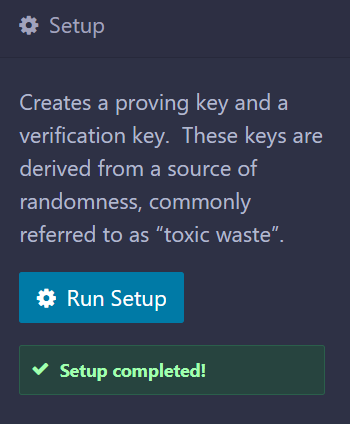 Setup
Creates a proving key and a
verification key.  These keys are
derived from a source of
randomness, commonly
referred to as “toxic waste”.
Run Setup
Setup completed!